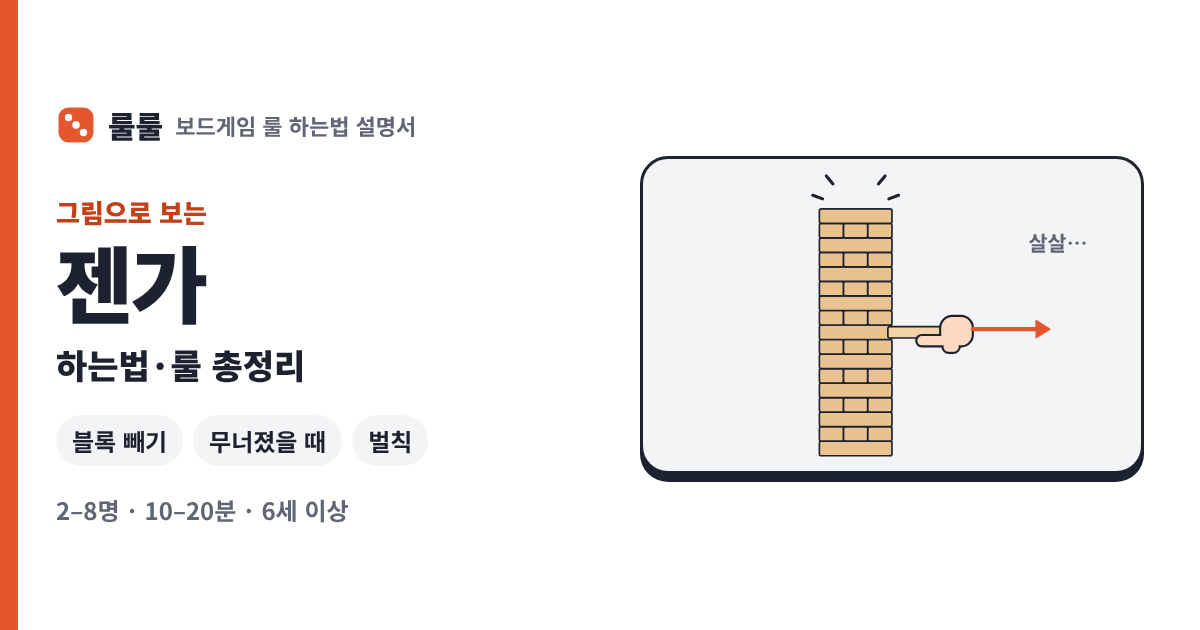 룰룰 보드게임 룰 하는법 설명서
그림으로 보는
젠가
하는법·룰 총정리
블록 빼기 무너졌을 때 벌칙
2–8명 · 10–20분 · 6세 이상
살살…